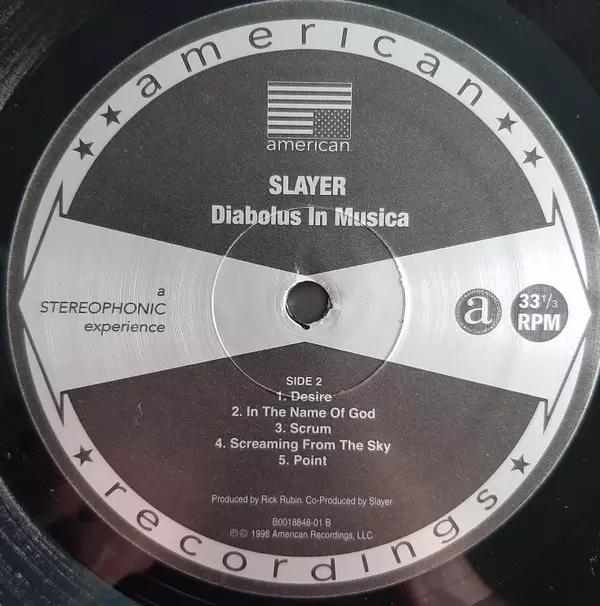 american
american
SLAYER
Diabolus In Musica
a
STEREOPHONIC
experience
a
33 1/3
RPM
SIDE 2
1. Desire
2. In The Name Of God
3. Scrum
4. Screaming From The Sky
5. Point
Produced by Rick Rubin. Co-Produced by Slayer
B0018848-01 B
℗© 1998 American Recordings, LLC
recordings